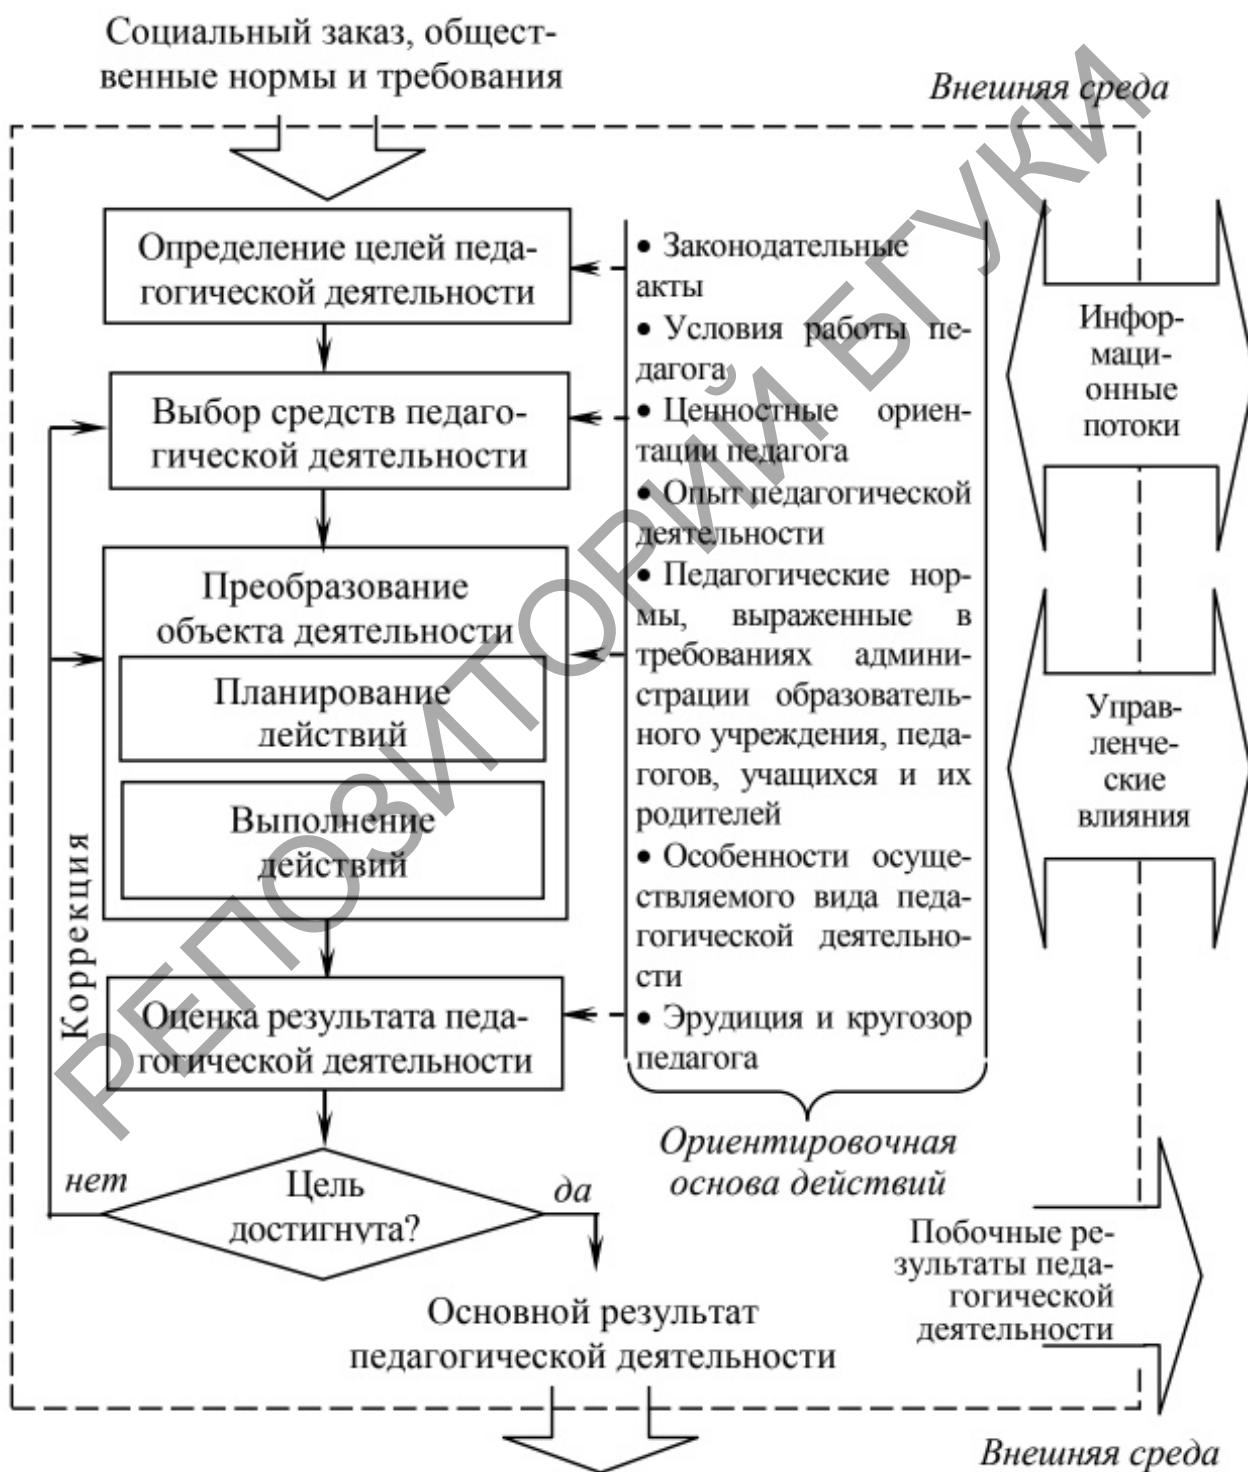 Социальный заказ, общест-
венные нормы и требования
Внешняя среда
Определение целей педа-
гогической деятельности
Выбор средств педаго-
гической деятельности
Преобразование
объекта деятельности
Планирование
действий
Выполнение
действий
Коррекция
Оценка результата педа-
гогической деятельности
нет
Цель
достигнута?
да
Основной результат
педагогической деятельности
• Законодательные
акты
• Условия работы пе-
дагога
• Ценностные ориен-
тации педагога
• Опыт педагогической
деятельности
• Педагогические нор-
мы, выраженные в
требованиях админи-
страции образователь-
ного учреждения, педа-
гогов, учащихся и их
родителей
• Особенности осуще-
ствляемого вида педа-
гогической деятельно-
сти
• Эрудиция и кругозор
педагога
Ориентировочная
основа действий
Инфор-
маци-
онные
потоки
Управ-
ленче-
ские
влияния
Побочные ре-
зультаты педа-
гогической
деятельности
Внешняя среда
РЕПОЗИТОРИЙ БГУКИ